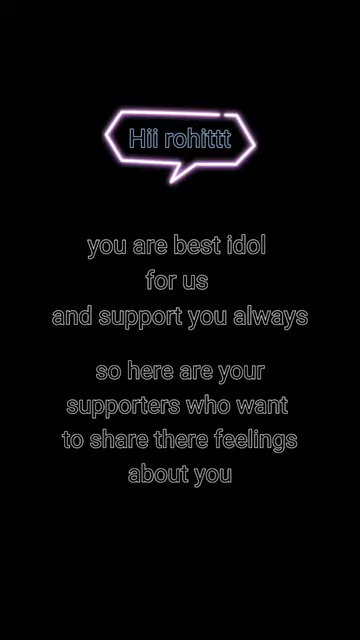 Hii rohittt
you are best idol
for us
and support you always
so here are your
supporters who want
to share there feelings
about you